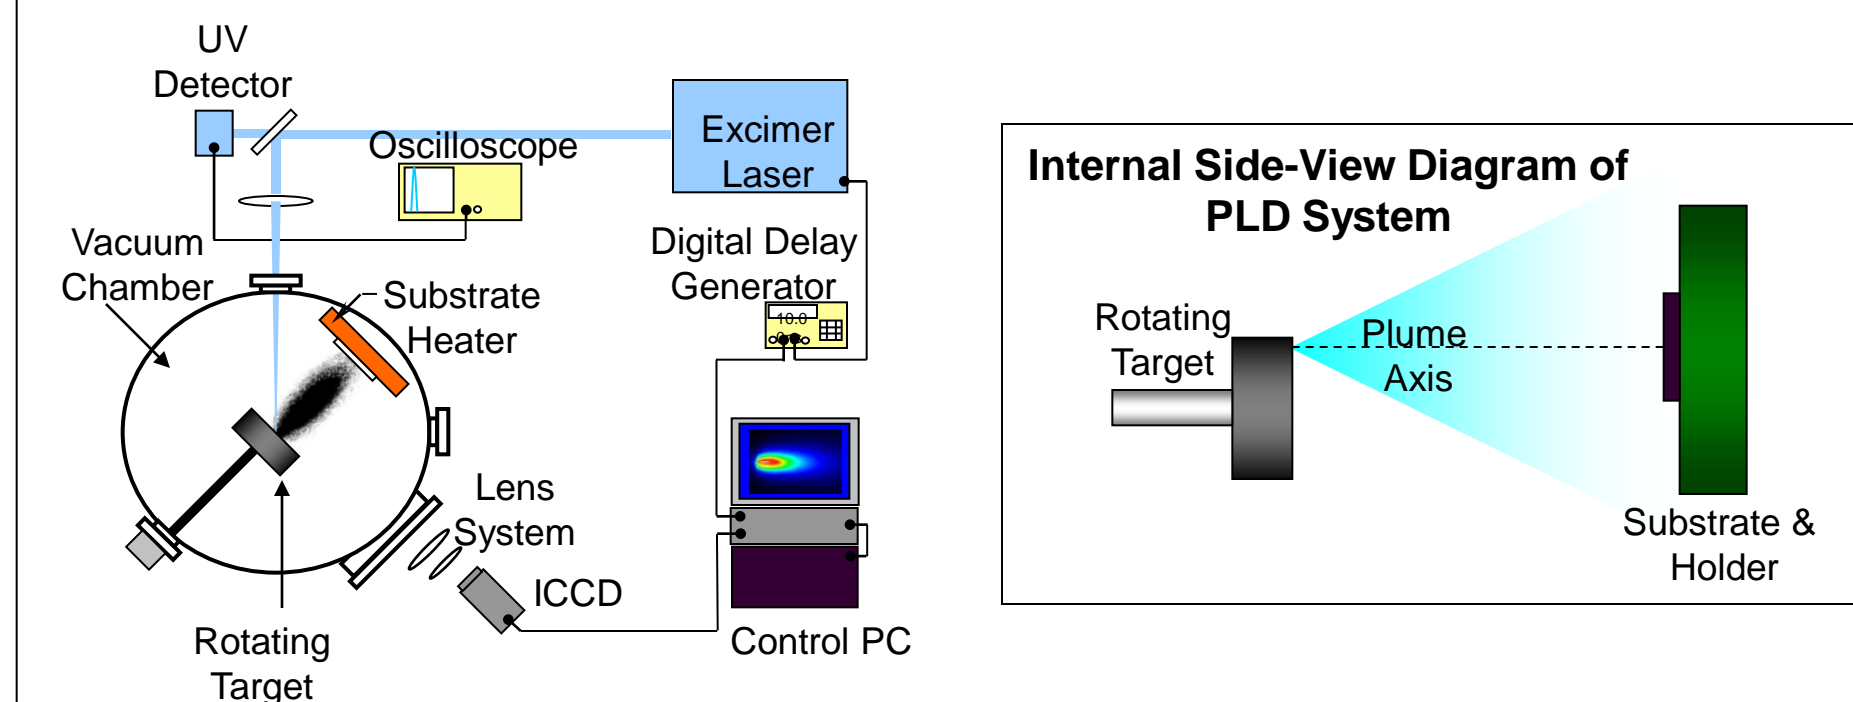 UV
Detector
Oscilloscope
Excimer
Laser
Vacuum
Chamber
Substrate
Heater
Digital Delay
Generator
10.0
Lens
System
ICCD
Rotating
Target
Control PC
Internal Side-View Diagram of
PLD System
Rotating
Target
Plume
Axis
Substrate &
Holder